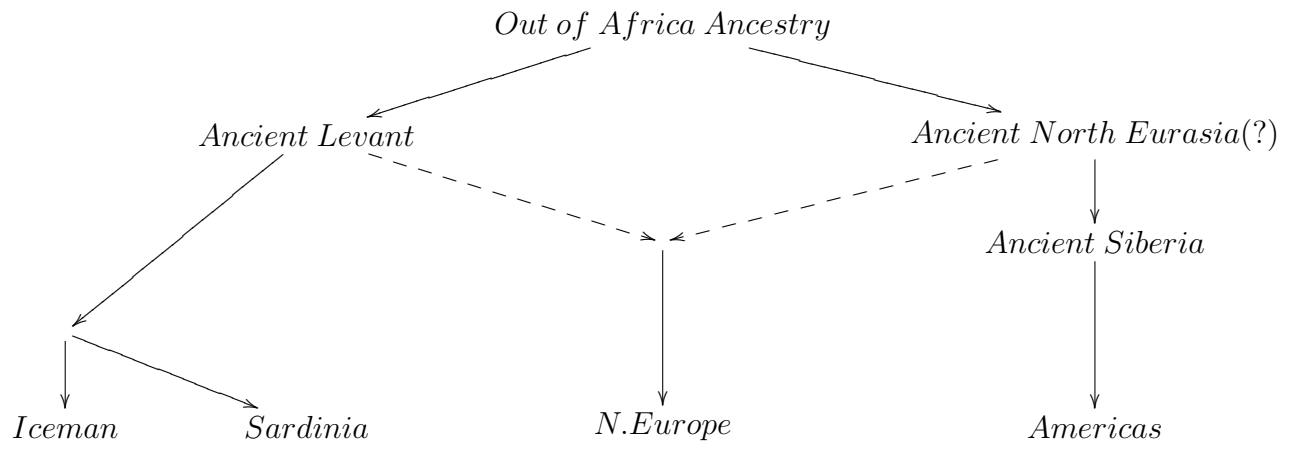 Out of Africa Ancestry
Ancient Levant
Ancient North Eurasia(?)
Ancient Siberia
Iceman
Sardinia
N.Europe
Americas